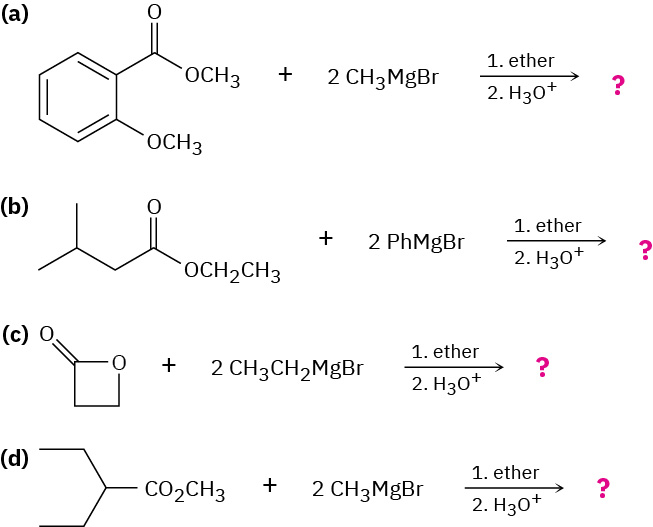 (a)
O
OCH₃ + 2 CH₃MgBr 1. ether
2. H₃O⁺ ?
OCH₃
(b)
O
OCH₂CH₃ + 2 PhMgBr 1. ether
2. H₃O⁺ ?
(c) O
O + 2 CH₃CH₂MgBr 1. ether
2. H₃O⁺ ?
(d)
CO₂CH₃ + 2 CH₃MgBr 1. ether
2. H₃O⁺ ?